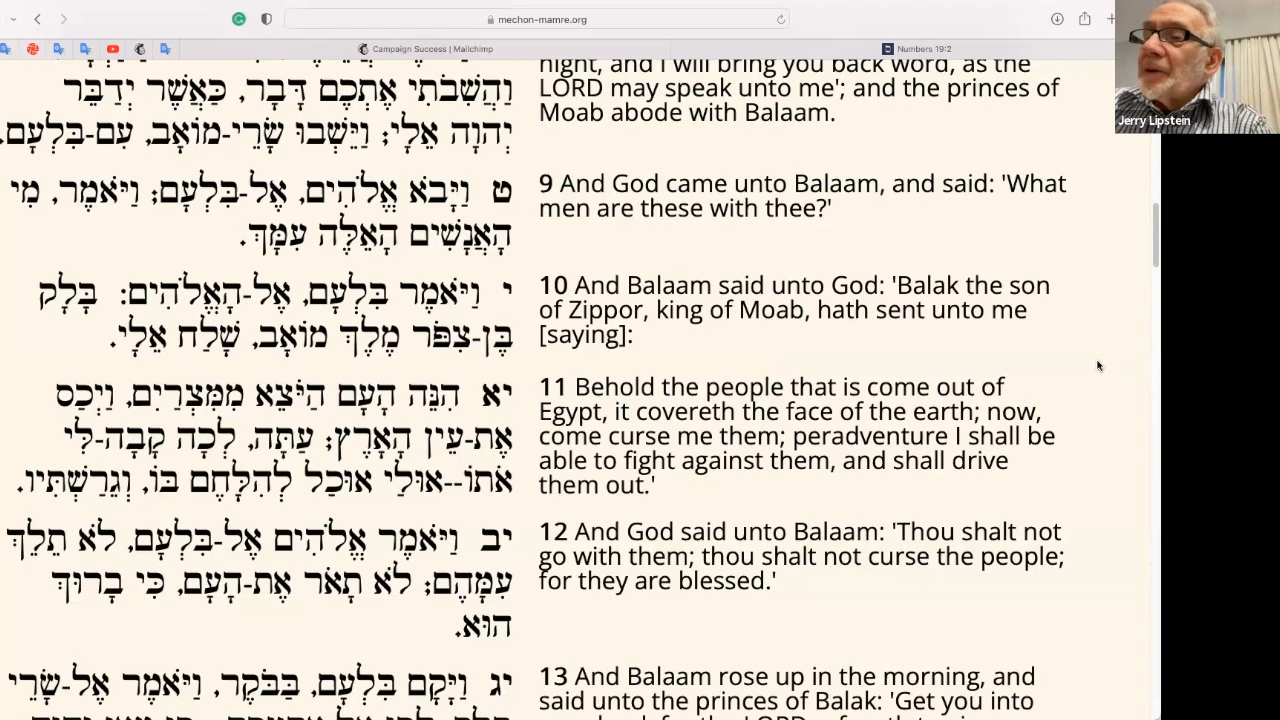 mechon-mamre.org
Campaign Success | Mailchimp
Numbers 19:2
Jerry Lipstein
וַהֲשִׁבֹתִי אֶתְכֶם דָּבָר, כַּאֲשֶׁר יְדַבֵּר
יְהוָה אֵלָי; וַיֵּשְׁבוּ שָׂרֵי-מוֹאָב, עִם-בִּלְעָם.
night, and I will bring you back word, as the
LORD may speak unto me'; and the princes of
Moab abode with Balaam.
ט וַיָּבֹא אֱלֹהִים, אֶל-בִּלְעָם; וַיֹּאמֶר, מִי
הָאֲנָשִׁים הָאֵלֶּה עִמָּךְ.
9 And God came unto Balaam, and said: 'What
men are these with thee?'
י וַיֹּאמֶר בִּלְעָם, אֶל-הָאֱלֹהִים: בָּלָק
בֶּן-צִפֹּר מֶלֶךְ מוֹאָב, שָׁלַח אֵלָי.
10 And Balaam said unto God: 'Balak the son
of Zippor, king of Moab, hath sent unto me
[saying]:
יא הִנֵּה הָעָם הַיֹּצֵא מִמִּצְרַיִם, וַיְכַס
אֶת-עֵין הָאָרֶץ; עַתָּה, לְכָה קָבָה-לִּי
אֹתוֹ--אוּלַי אוּכַל לְהִלָּחֶם בּוֹ, וְגֵרַשְׁתִּיו.
11 Behold the people that is come out of
Egypt, it covereth the face of the earth; now,
come curse me them; peradventure I shall be
able to fight against them, and shall drive
them out.'
יב וַיֹּאמֶר אֱלֹהִים אֶל-בִּלְעָם, לֹא תֵלֵךְ
עִמָּהֶם; לֹא תָאֹר אֶת-הָעָם, כִּי בָרוּךְ
הוּא.
12 And God said unto Balaam: 'Thou shalt not
go with them; thou shalt not curse the people;
for they are blessed.'
יג וַיָּקָם בִּלְעָם, בַּבֹּקֶר, וַיֹּאמֶר אֶל-שָׂרֵי
13 And Balaam rose up in the morning, and
said unto the princes of Balak: 'Get you into